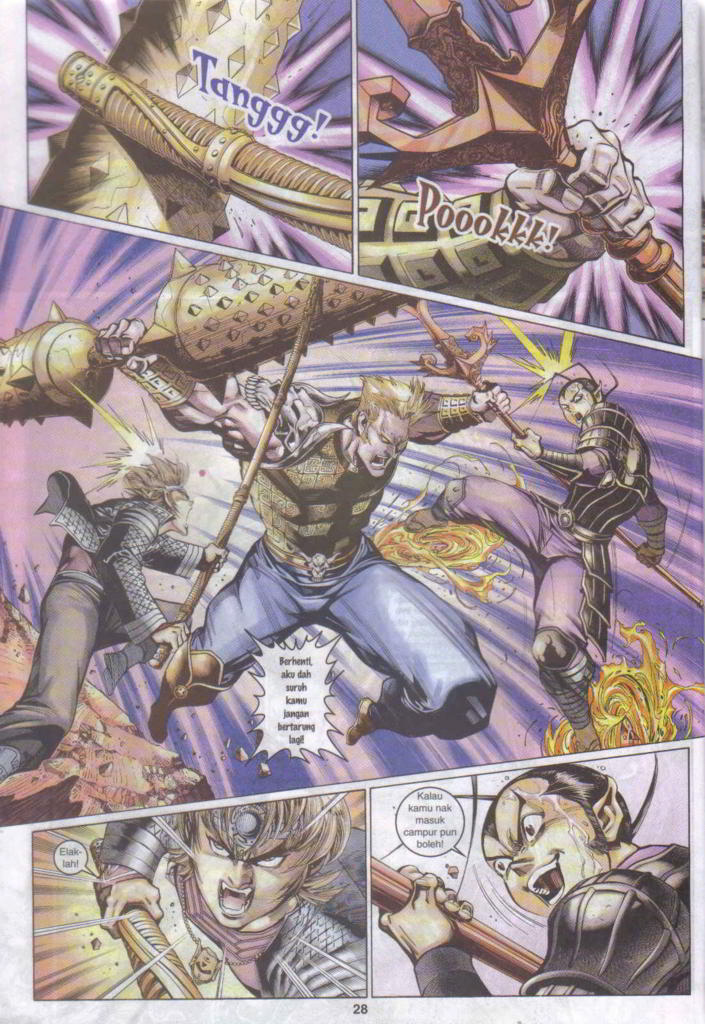 Tanggg!
Poookkk!
Berhenti,
aku dah
suruh
kamu
jangan
bertarung
lagi!
Elak-
lah!
Kalau
kamu nak
masuk
campur pun
boleh!
28